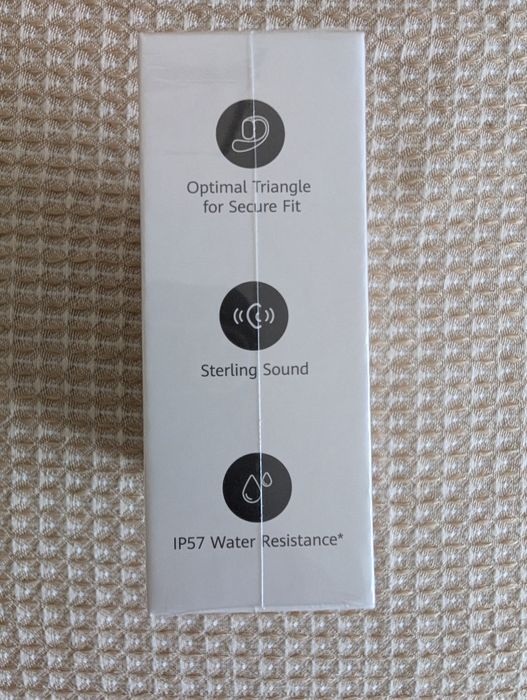 Optimal Triangle
for Secure Fit
Sterling Sound
IP57 Water Resistance*